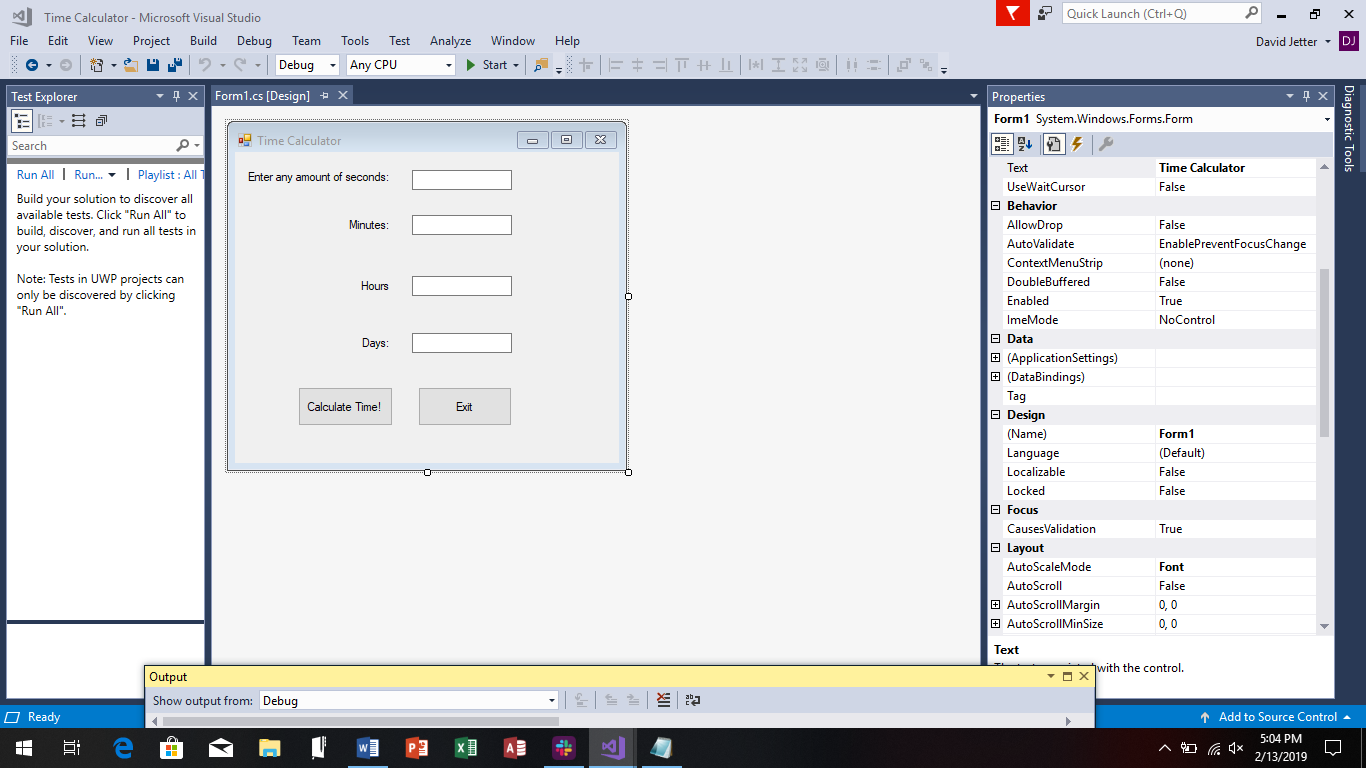 Time Calculator - Microsoft Visual Studio
Quick Launch (Ctrl+Q)
File Edit View Project Build Debug Team Tools Test Analyze Window Help
David Jetter DJ
Debug Any CPU Start
Test Explorer
Search
Run All | Run... | Playlist : All T
Build your solution to discover all
available tests. Click "Run All" to
build, discover, and run all tests in
your solution.
Note: Tests in UWP projects can
only be discovered by clicking
"Run All".
Form1.cs [Design]
Time Calculator
Enter any amount of seconds:
Minutes:
Hours
Days:
Calculate Time! Exit
Properties
Form1 System.Windows.Forms.Form
Text Time Calculator
UseWaitCursor False
Behavior
AllowDrop False
AutoValidate EnablePreventFocusChange
ContextMenuStrip (none)
DoubleBuffered False
Enabled True
ImeMode NoControl
Data
(ApplicationSettings)
(DataBindings)
Tag
Design
(Name) Form1
Language (Default)
Localizable False
Locked False
Focus
CausesValidation True
Layout
AutoScaleMode Font
AutoScroll False
AutoScrollMargin 0, 0
AutoScrollMinSize 0, 0
Text
with the control.
Diagnostic Tools
Output
Show output from: Debug
Ready
Add to Source Control
5:04 PM
2/13/2019